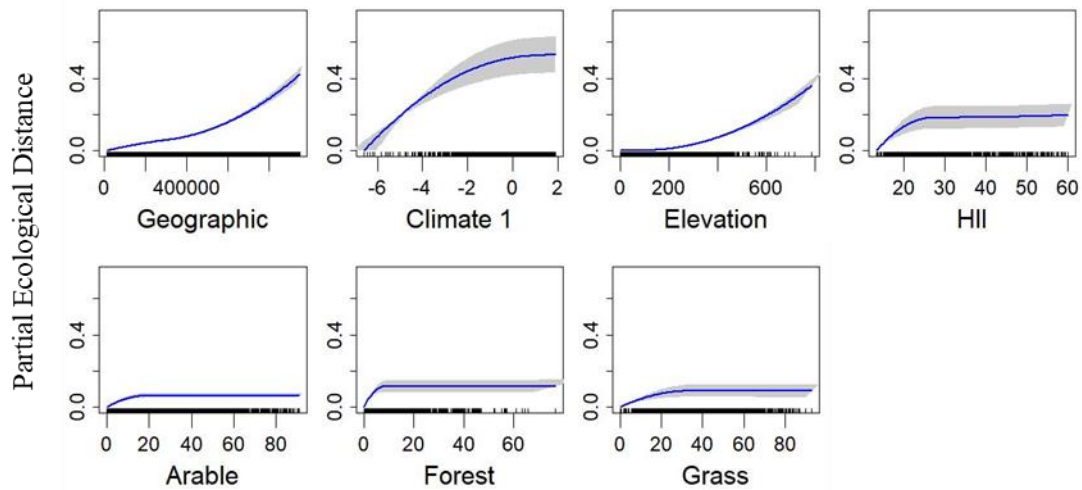 Partial Ecological Distance
0.0 0.4
0 400000
Geographic
0.0 0.4
-6 -4 -2 0 2
Climate 1
0.0 0.4
0 200 600
Elevation
0.0 0.4
20 30 40 50 60
HII
0.0 0.4
0 20 40 60 80
Arable
0.0 0.4
0 20 40 60
Forest
0.0 0.4
0 20 40 60 80
Grass